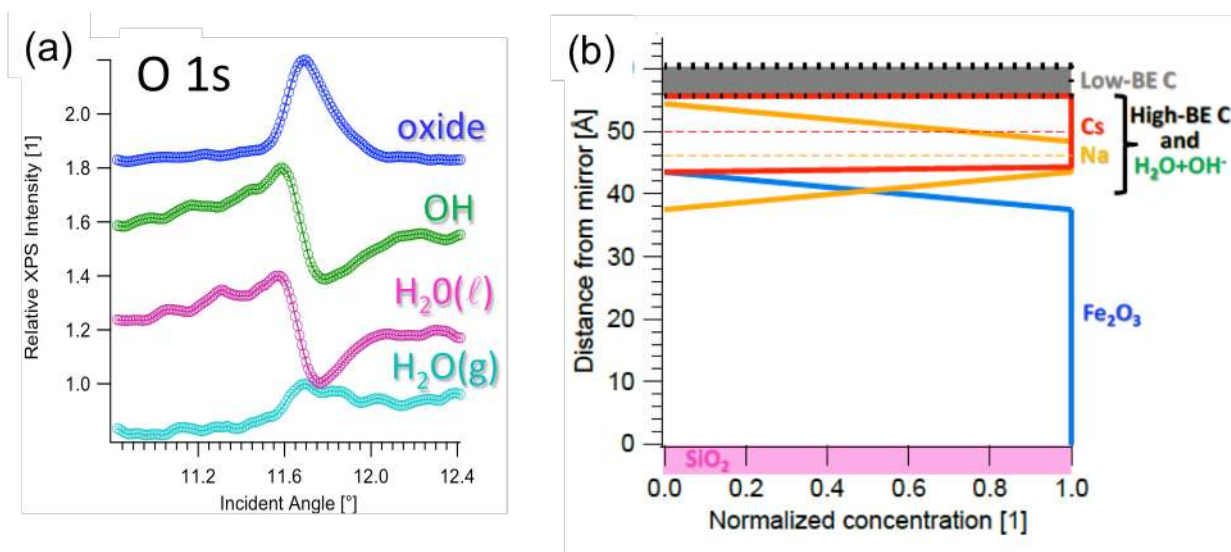 (a)
O 1s
Relative XPS Intensity [1]
2.0
1.8
1.6
1.4
1.2
1.0
oxide
OH
H₂0(ℓ)
H₂O(g)
11.2
11.6
12.0
12.4
Incident Angle [°]
(b)
Distance from mirror [Å]
50
40
30
20
10
0
Low-BE C
Cs
Na
High-BE C
and
H₂O+OH⁻
Fe₂O₃
SiO₂
0.0
0.2
0.4
0.6
0.8
1.0
Normalized concentration [1]